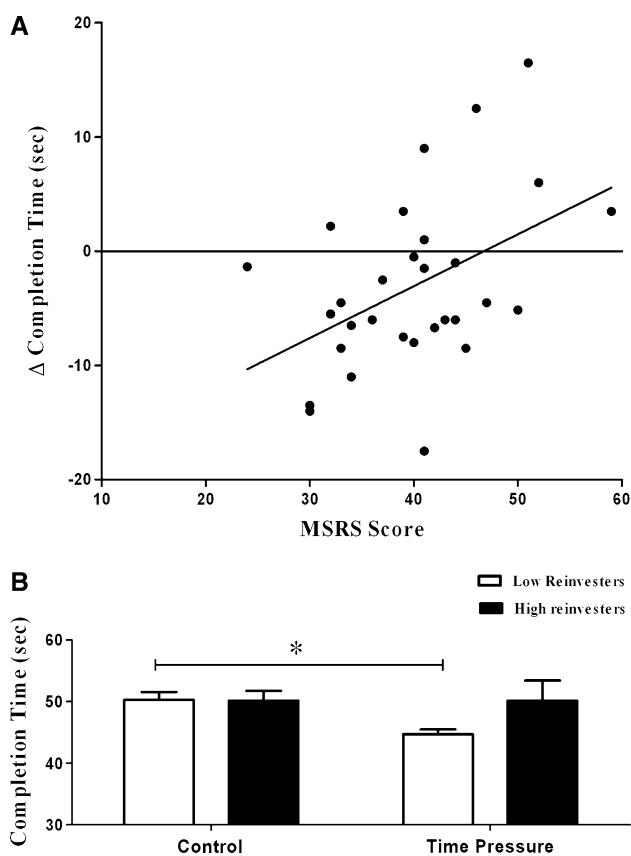 A
20
10
0
-10
-20
Δ Completion Time (sec)
10 20 30 40 50 60
MSRS Score
B
Low Reinvesters
High reinvesters
60
50
40
30
Completion Time (sec)
*
Control Time Pressure